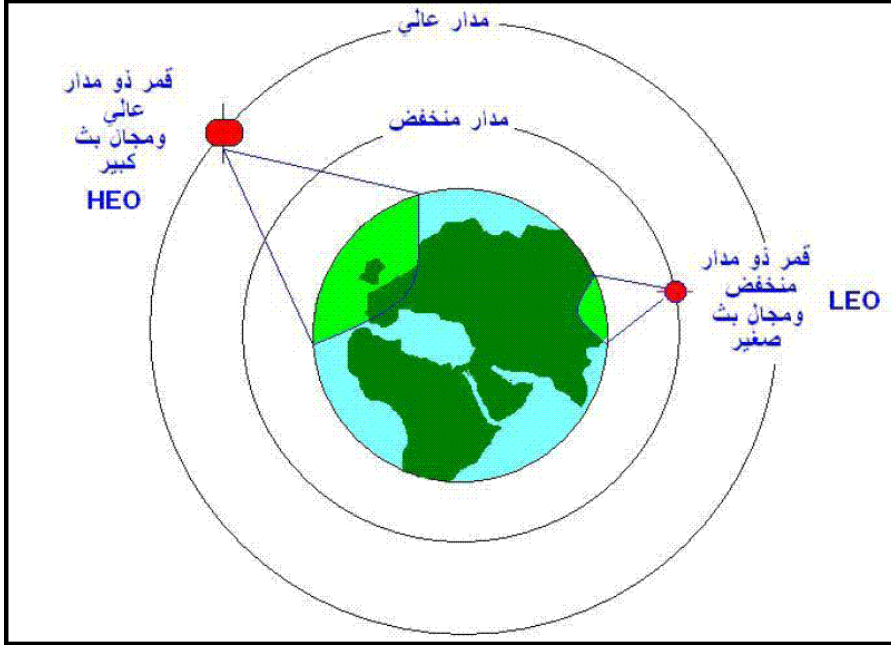 مدار عالي
قمر ذو مدار
عالي
ومجال بث
كبير
HEO
مدار منخفض
قمر ذو مدار
منخفض
ومجال بث
صغير
LEO